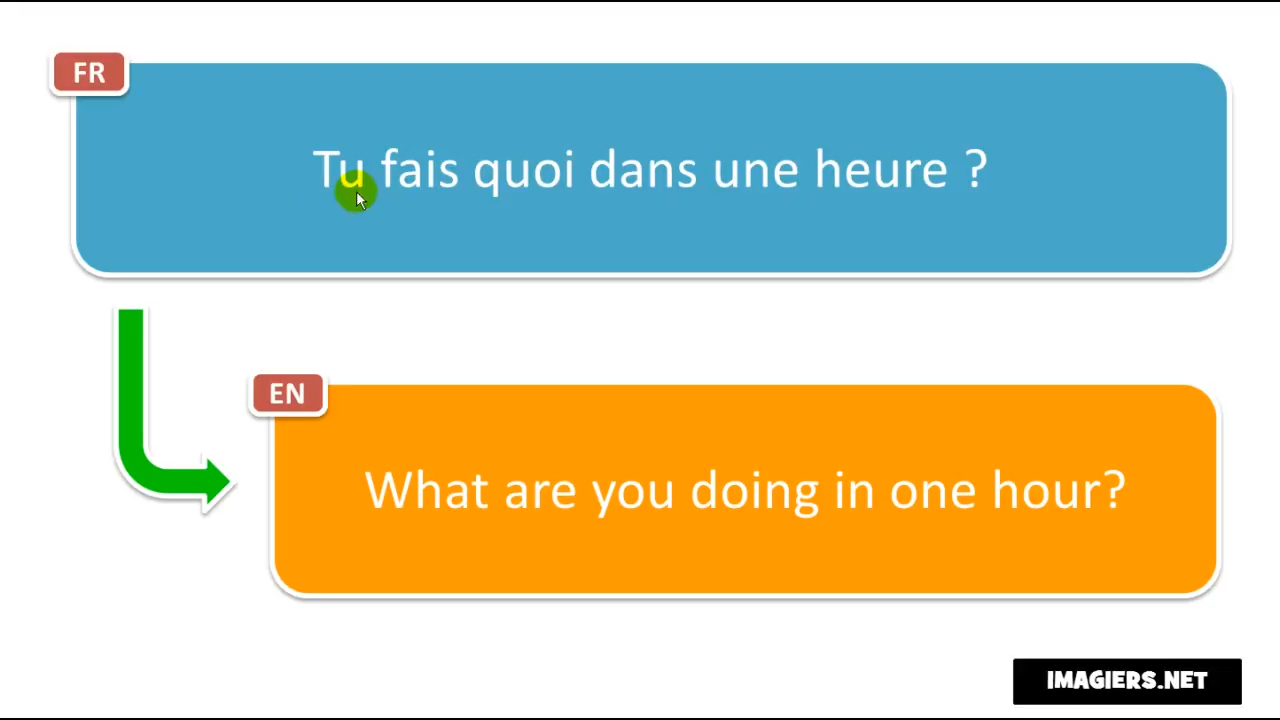 FR
Tu fais quoi dans une heure ?
EN
What are you doing in one hour?
IMAGIERS.NET